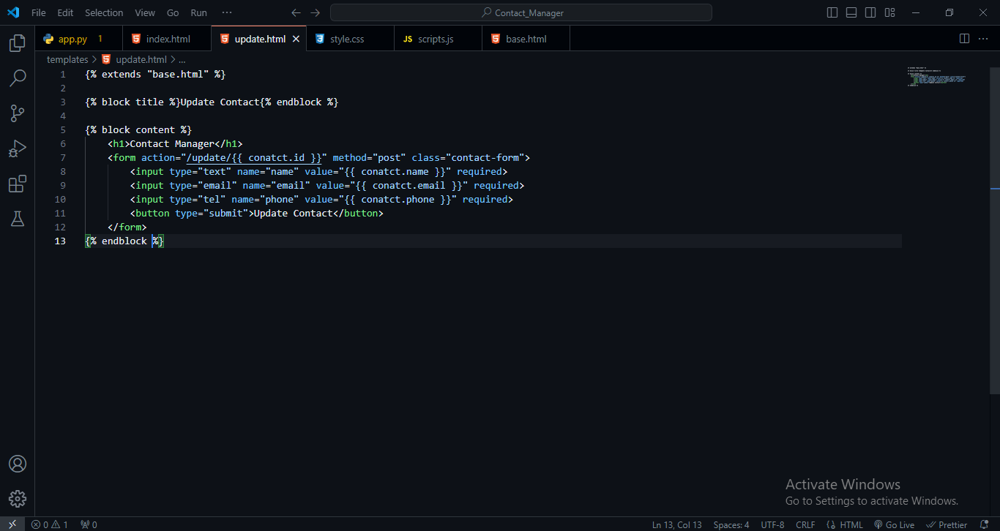 File Edit Selection View Go Run ··· Contact_Manager
app.py 1 index.html update.html style.css JS scripts.js base.html
templates > update.html > ...
1 {% extends "base.html" %}
2
3 {% block title %}Update Contact{% endblock %}
4
5 {% block content %}
6 <h1>Contact Manager</h1>
7 <form action="/update/{{ conatct.id }}" method="post" class="contact-form">
8 <input type="text" name="name" value="{{ conatct.name }}" required>
9 <input type="email" name="email" value="{{ conatct.email }}" required>
10 <input type="tel" name="phone" value="{{ conatct.phone }}" required>
11 <button type="submit">Update Contact</button>
12 </form>
13 {% endblock %}
Activate Windows
Go to Settings to activate Windows.
0 1 0 Ln 13, Col 13 Spaces: 4 UTF-8 CRLF {} HTML Go Live Prettier